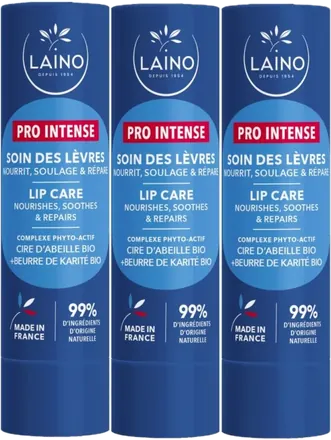 LAINO
DEPUIS 1954
PRO INTENSE
SOIN DES LÈVRES
NOURRIT, SOULAGE & RÉPARE
LIP CARE
NOURISHES, SOOTHES
& REPAIRS
COMPLEXE PHYTO-ACTIF
CIRE D'ABEILLE BIO
+BEURRE DE KARITÉ BIO
MADE IN
FRANCE
99%
D'INGRÉDIENTS
D'ORIGINE
NATURELLE
LAINO
DEPUIS 1954
PRO INTENSE
SOIN DES LÈVRES
NOURRIT, SOULAGE & RÉPARE
LIP CARE
NOURISHES, SOOTHES
& REPAIRS
COMPLEXE PHYTO-ACTIF
CIRE D'ABEILLE BIO
+BEURRE DE KARITÉ BIO
MADE IN
FRANCE
99%
D'INGRÉDIENTS
D'ORIGINE
NATURELLE
LAINO
DEPUIS 1954
PRO INTENSE
SOIN DES LÈVRES
NOURRIT, SOULAGE & RÉPARE
LIP CARE
NOURISHES, SOOTHES
& REPAIRS
COMPLEXE PHYTO-ACTIF
CIRE D'ABEILLE BIO
+BEURRE DE KARITÉ BIO
MADE IN
FRANCE
99%
D'INGRÉDIENTS
D'ORIGINE
NATURELLE